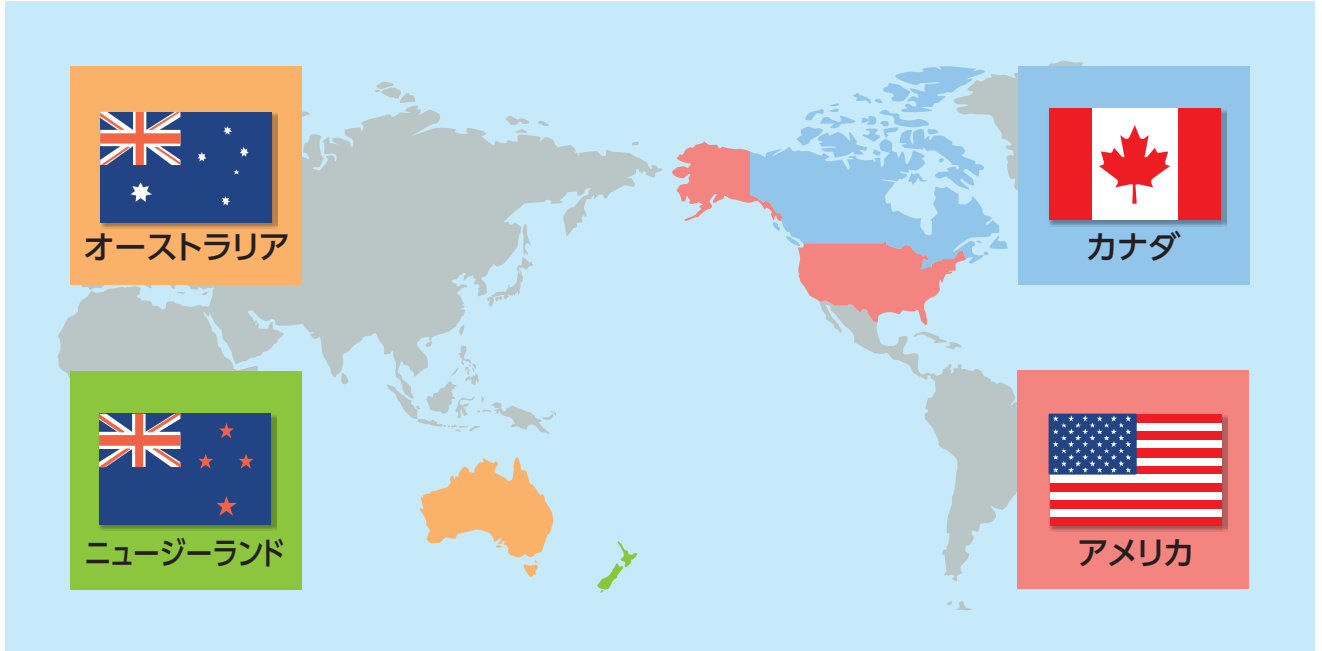 オーストラリア
カナダ
ニュージーランド
アメリカ